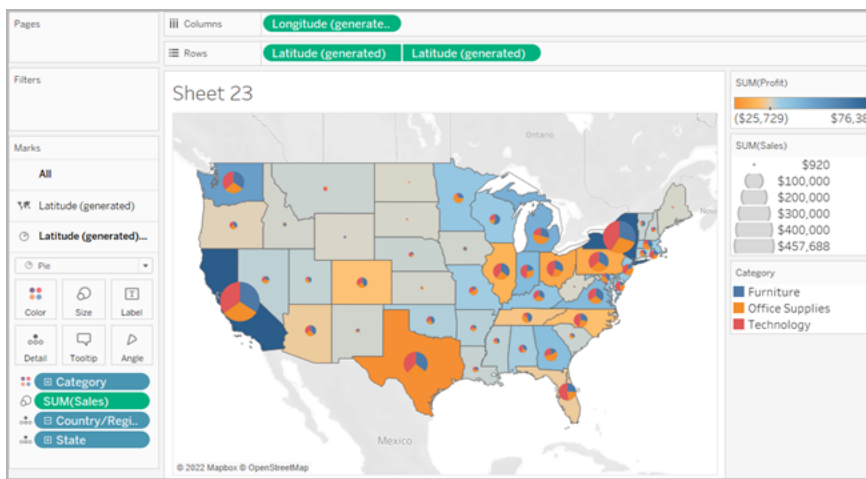 Pages
Columns
Longitude (generate..
Rows
Latitude (generated)
Latitude (generated)
Filters
Sheet 23
SUM(Profit)
($25,729)
$76,38
Ontario
SUM(Sales)
$920
$100,000
$200,000
$300,000
$400,000
$457,688
Marks
All
Latitude (generated)
Latitude (generated)...
Pie
Color
Size
Label
Detail
Tooltip
Angle
Category
SUM(Sales)
Country/Regi..
State
Category
Furniture
Office Supplies
Technology
Mexico
© 2022 Mapbox © OpenStreetMap